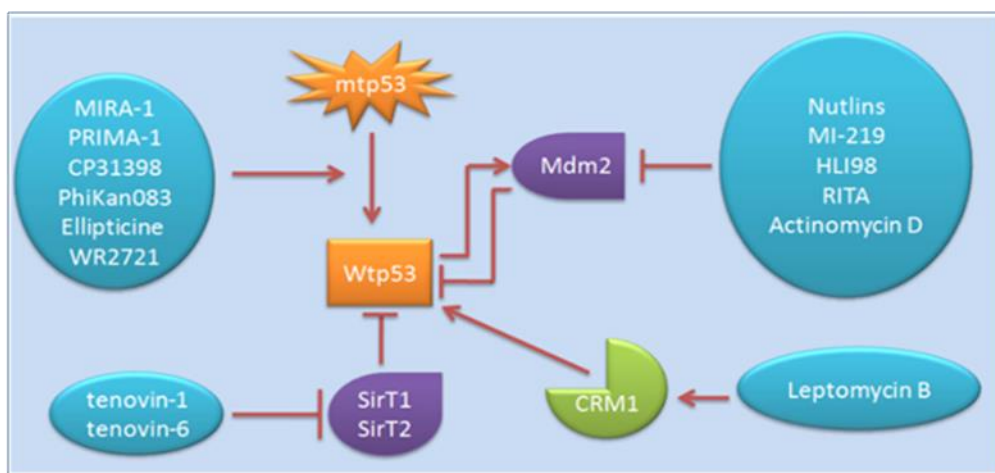 mtp53
MIRA-1
PRIMA-1
CP31398
PhiKan083
Ellipticine
WR2721
Mdm2
Nutlins
MI-219
HLI98
RITA
Actinomycin D
Wtp53
tenovin-1
tenovin-6
SirT1
SirT2
CRM1
Leptomycin B